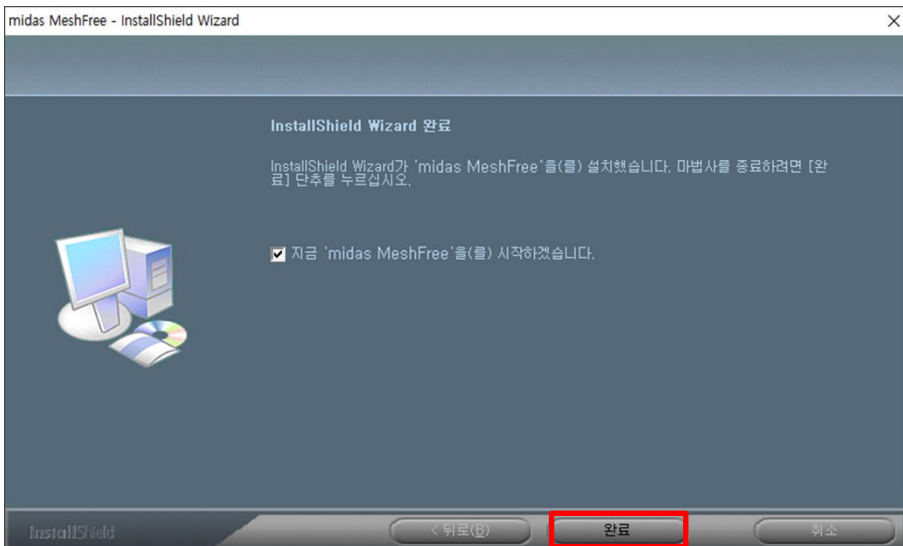 midas MeshFree - InstallShield Wizard
InstallShield Wizard 완료
InstallShield Wizard가 'midas MeshFree'을(를) 설치했습니다. 마법사를 종료하려면 [완
료] 단추를 누르십시오.
지금 'midas MeshFree'을(를) 시작하겠습니다.
InstallShield
< 뒤로(B)
완료
취소